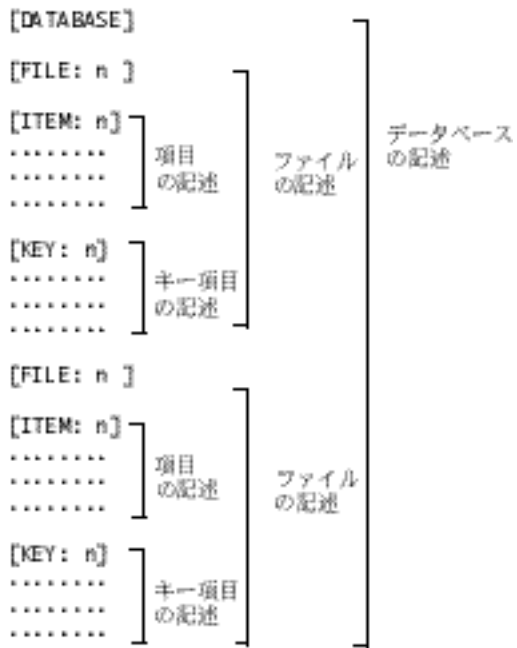 [DATABASE]
[FILE: n ]
[ITEM: n]
........
........
........
項目
の記述
[KEY: n]
........
........
........
キー項目
の記述
ファイル
の記述
データベース
の記述
[FILE: n ]
[ITEM: n]
........
........
........
項目
の記述
[KEY: n]
........
........
........
キー項目
の記述
ファイル
の記述